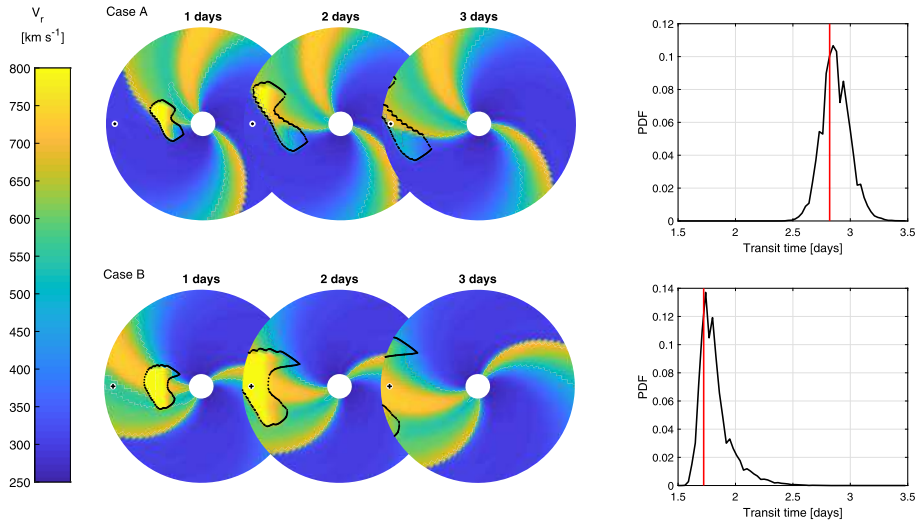 V_r
[km s⁻¹]
800
750
700
650
600
550
500
450
400
350
300
250
Case A
1 days
2 days
3 days
0.12
0.1
0.08
0.06
0.04
0.02
0
PDF
1.5
2
2.5
3
3.5
Transit time [days]
Case B
1 days
2 days
3 days
0.14
0.12
0.1
0.08
0.06
0.04
0.02
0
PDF
1.5
2
2.5
3
3.5
Transit time [days]